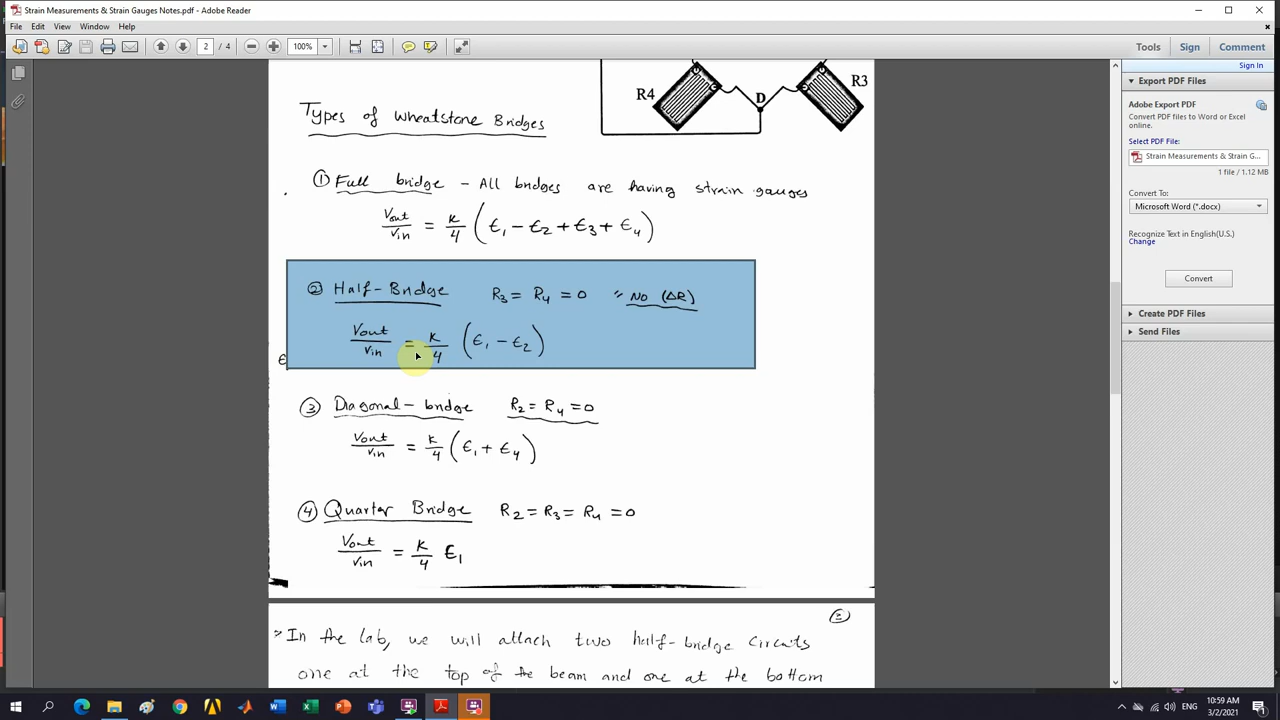 Strain Measurements & Strain Gauges Notes.pdf - Adobe Reader
File Edit View Window Help
2 / 4 100% Tools Sign Comment
Sign In
Export PDF Files
Adobe Export PDF
Convert PDF files to Word or Excel
online.
Select PDF File:
Strain Measurements & Strain G...
1 file / 1.12 MB
Convert To:
Microsoft Word (*.docx)
Recognize Text in English(U.S.)
Change
Convert
Create PDF Files
Send Files
R4 D R3
Types of Wheatstone Bridges
① Full bridge - All bridges are having strain gauges
Vout/Vin = K/4 (ϵ1 - ϵ2 + ϵ3 + ϵ4)
② Half-Bridge R3 = R4 = 0 " No (ΔR)
Vout/Vin = K/4 (ϵ1 - ϵ2)
ϵ
③ Diagonal-bridge R2 = R4 = 0
Vout/Vin = K/4 (ϵ1 + ϵ4)
④ Quarter Bridge R2 = R3 = R4 = 0
Vout/Vin = K/4 ϵ1
②
> In the lab, we will attach two half-bridge circuits
one at the top of the beam and one at the bottom
10:59 AM
3/2/2021